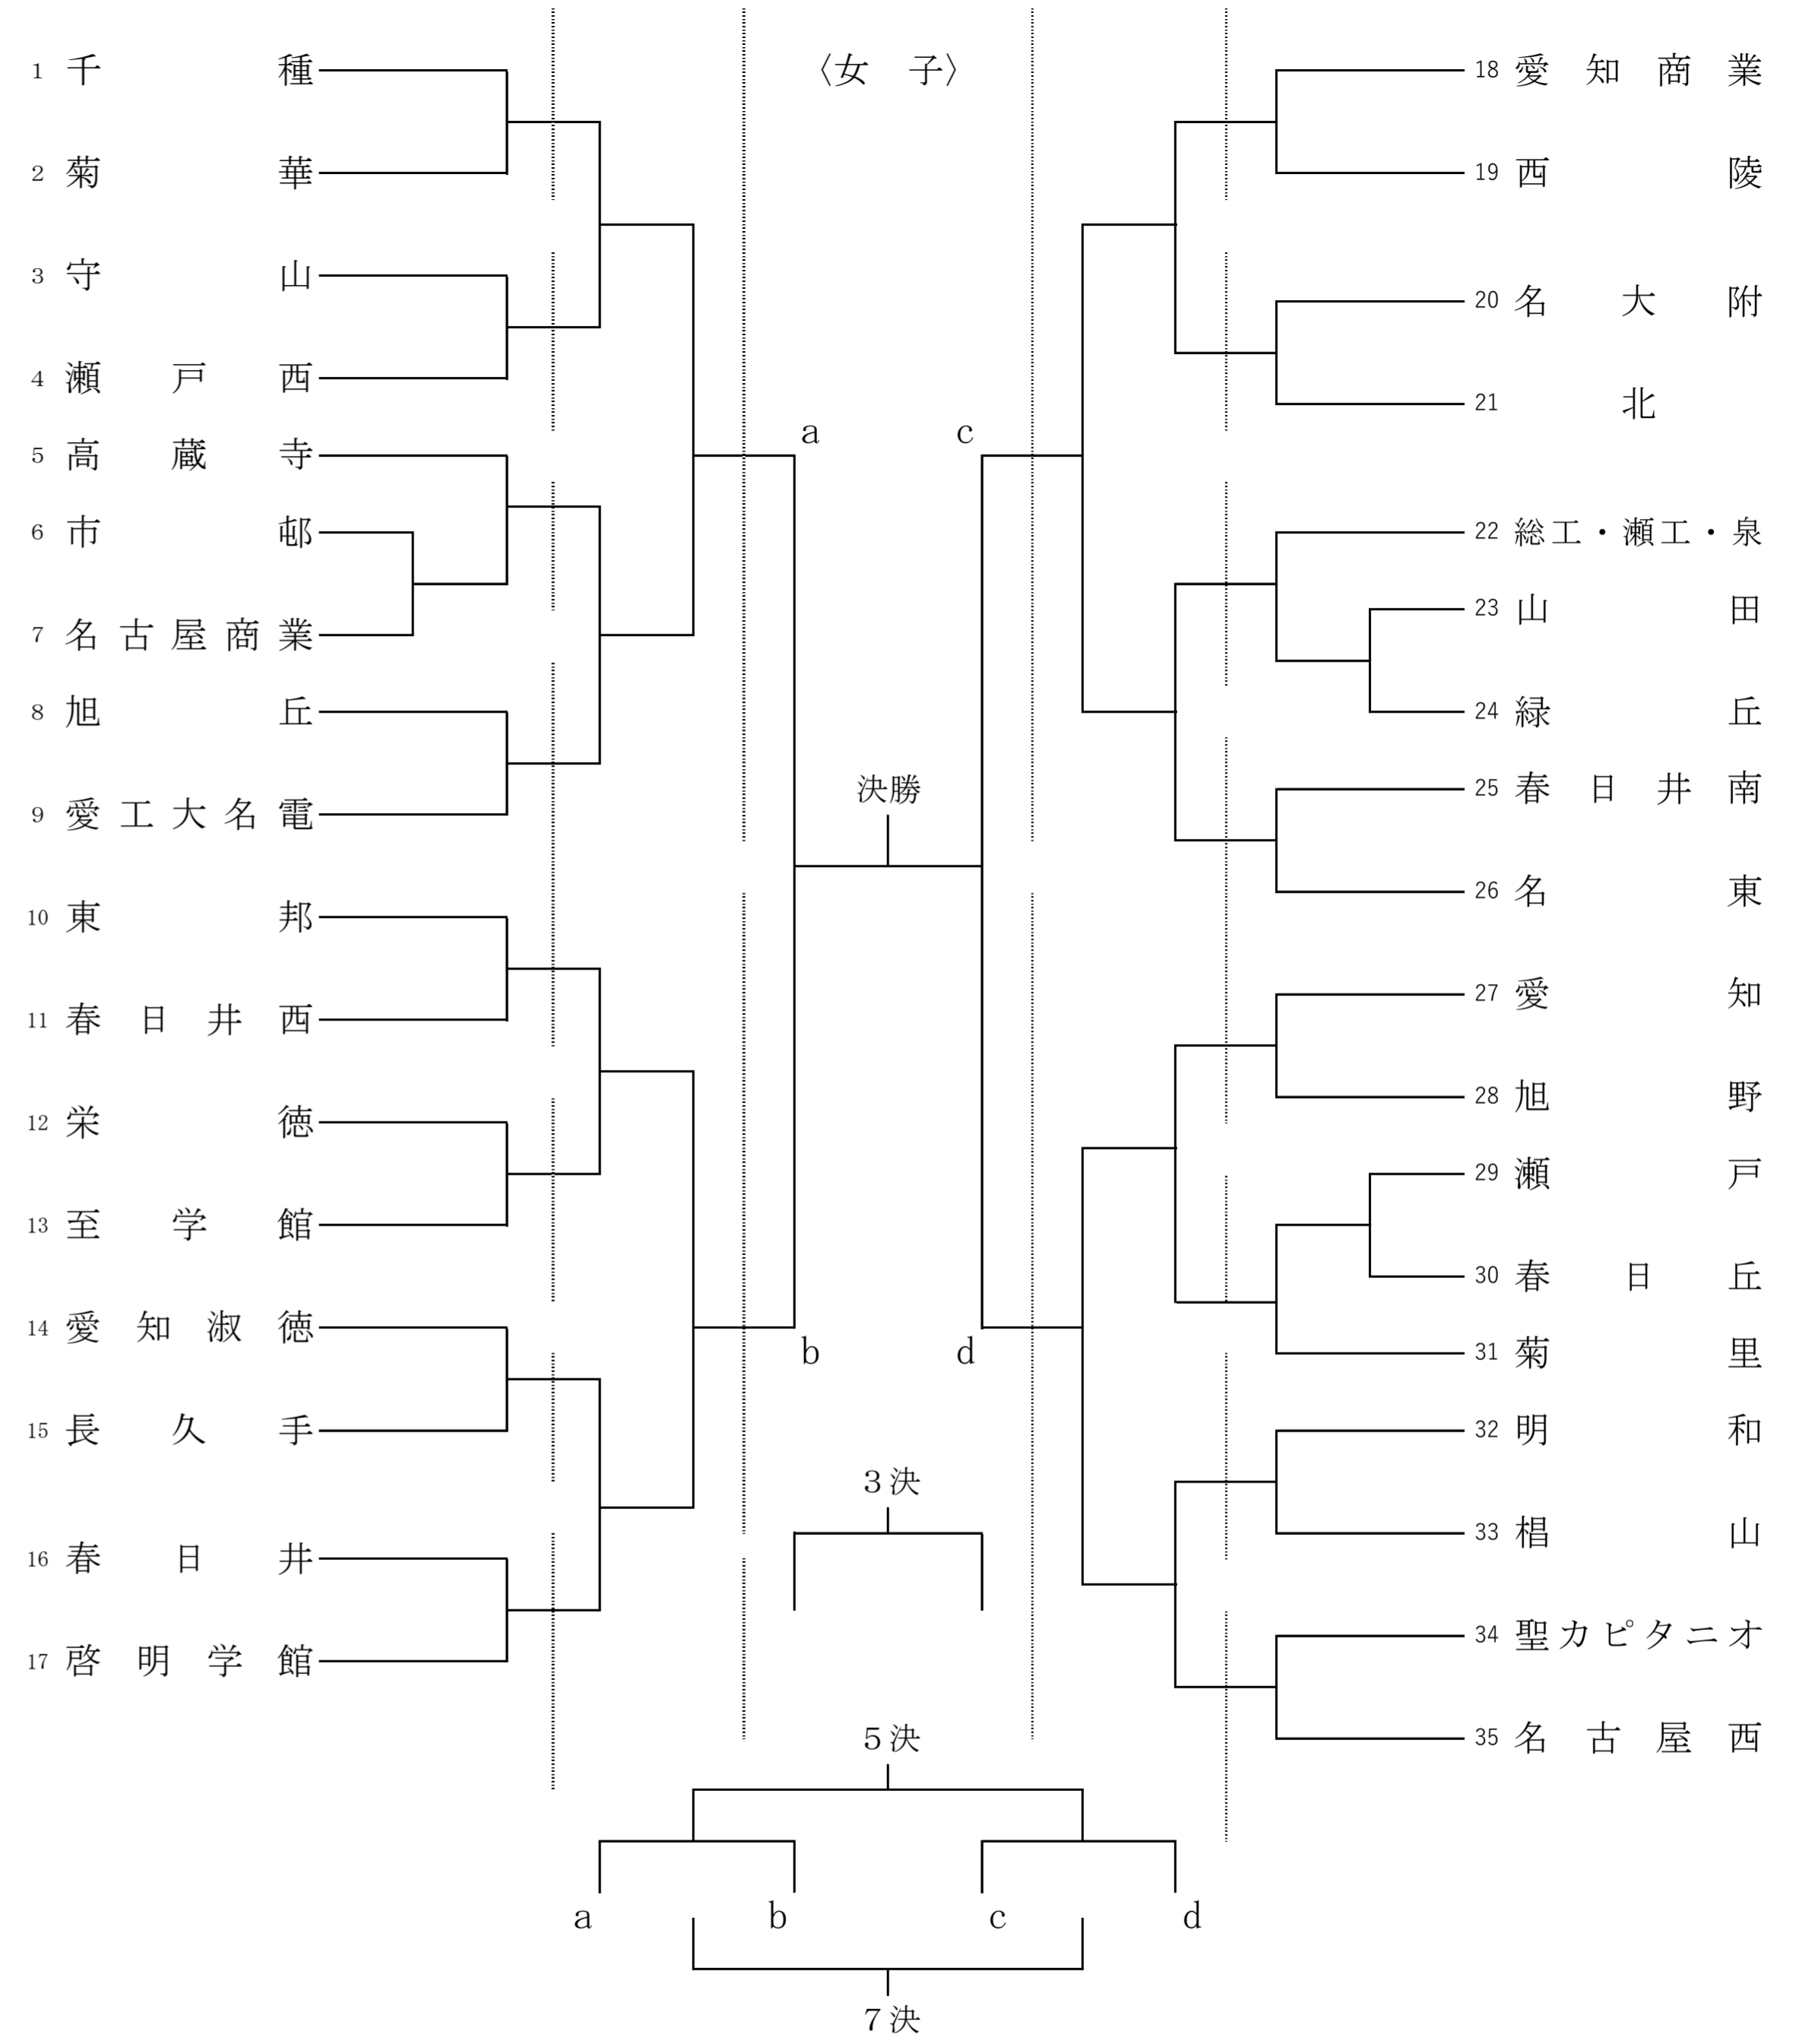 〈女子〉
1 千種
2 菊華
3 守山
4 瀬戸西
5 高蔵寺
6 市邨
7 名古屋商業
8 旭丘
9 愛工大名電
10 東邦
11 春日井西
12 栄徳
13 至学館
14 愛知淑徳
15 長久手
16 春日井
17 啓明学館
a
b
c
d
決勝
3決
5決
a b c d
7決
18 愛知商業
19 西陵
20 名大附
21 北
22 総工・瀬工・泉
23 山田
24 緑丘
25 春日井南
26 名東
27 愛知
28 旭野
29 瀬戸
30 春日丘
31 菊里
32 明和
33 椙山
34 聖カピタニオ
35 名古屋西